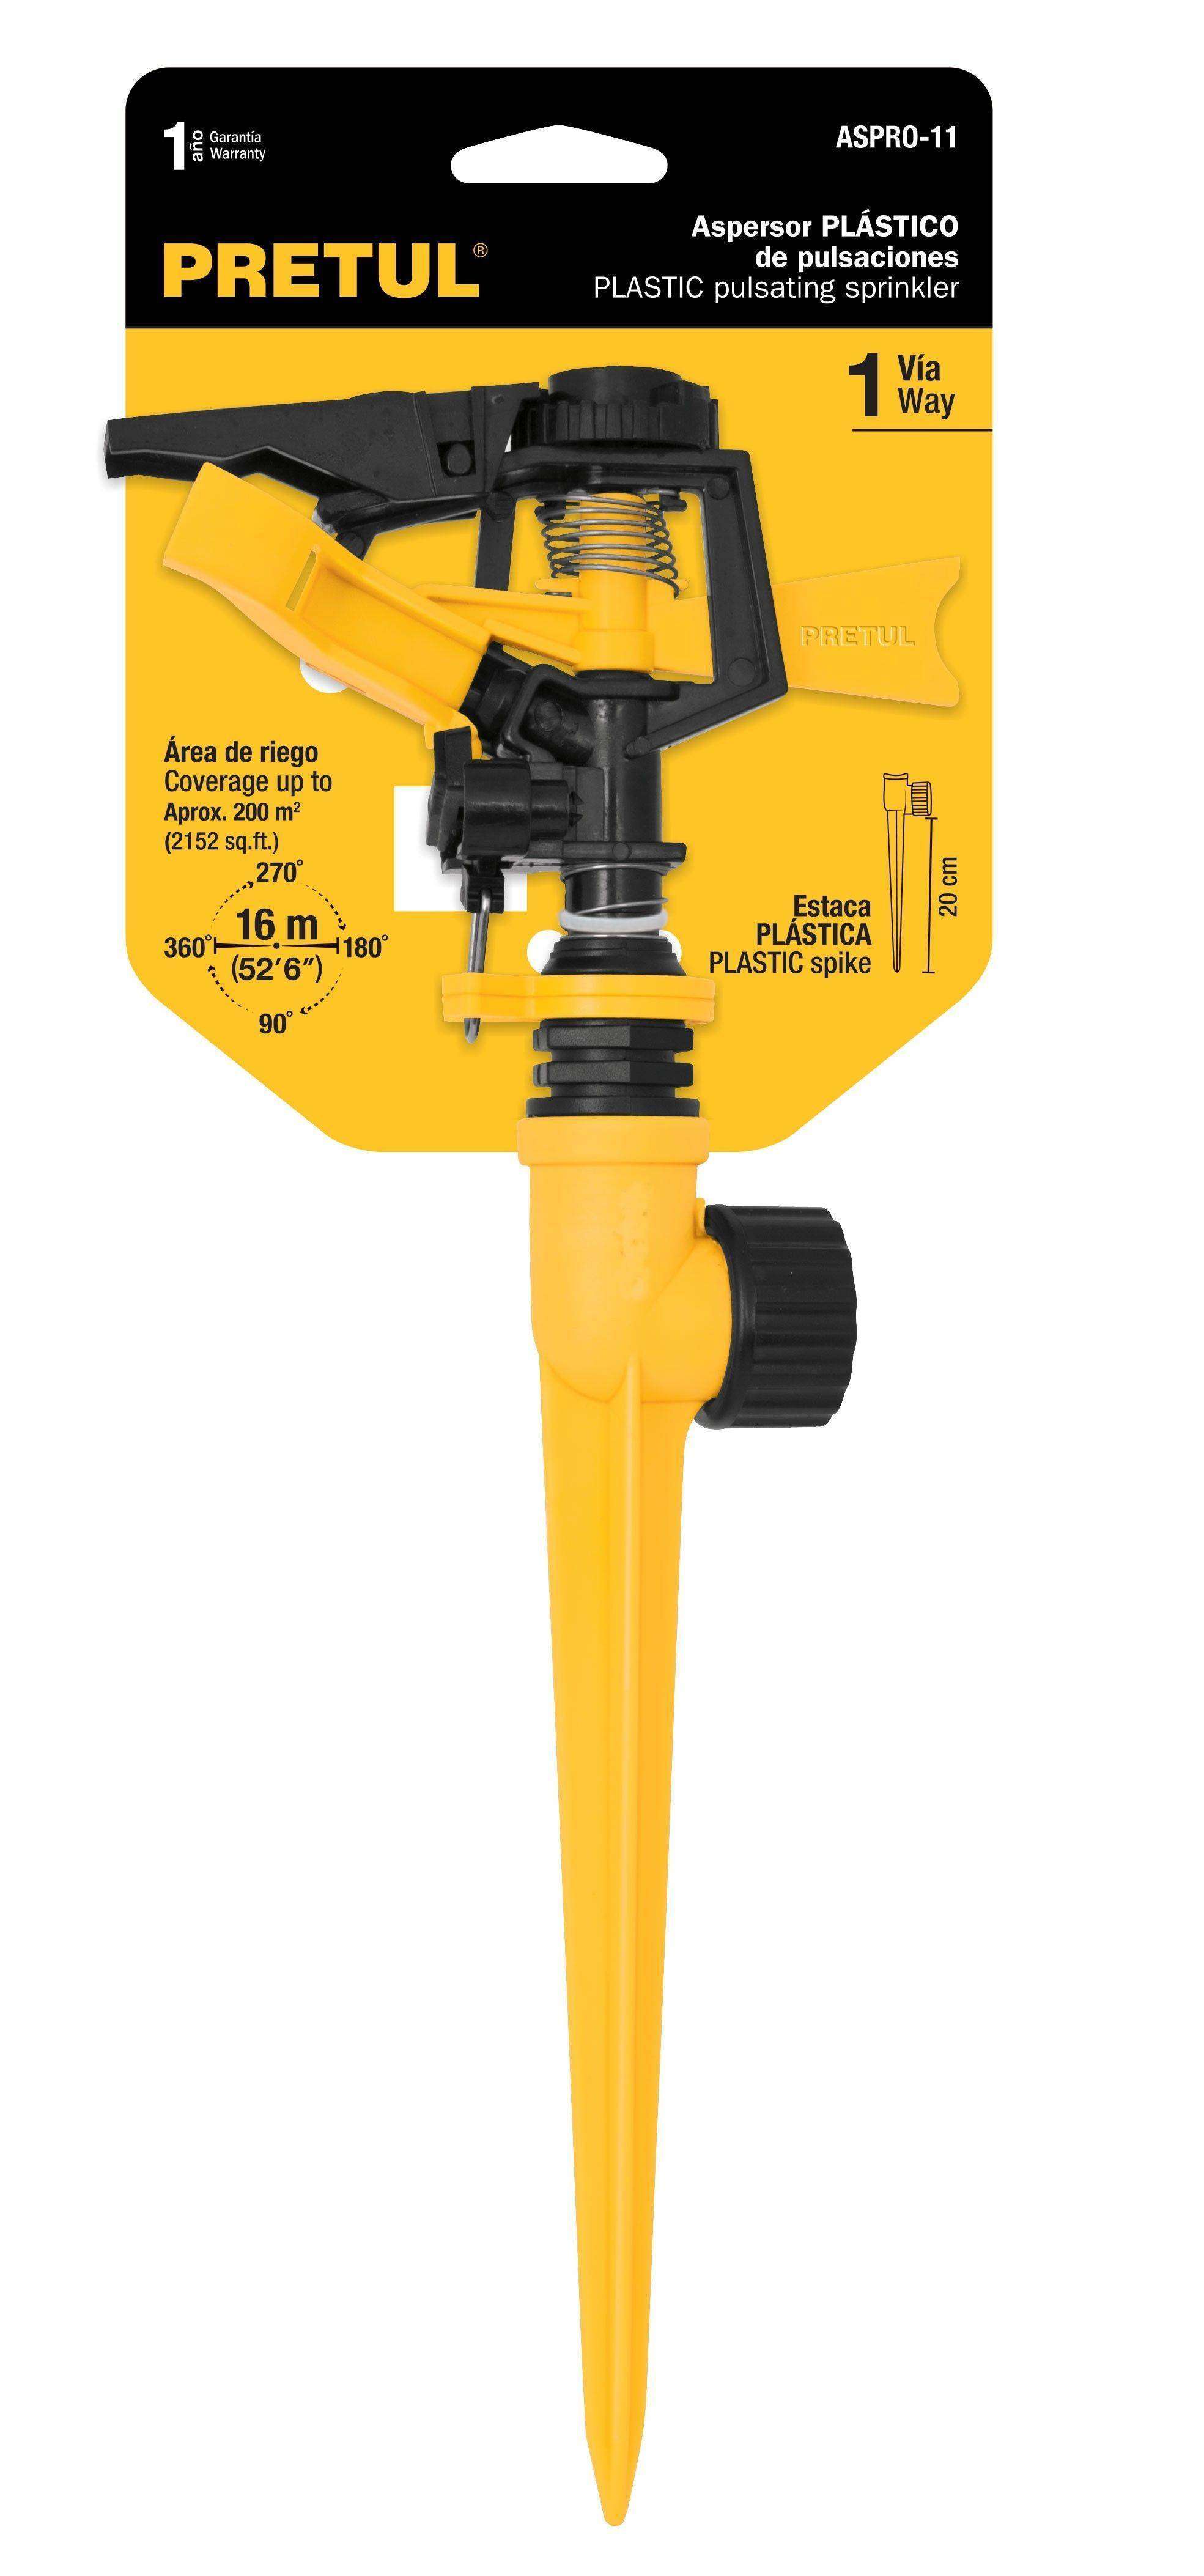 1 año Garantía
Warranty
ASPRO-11
PRETUL®
Aspersor PLÁSTICO
de pulsaciones
PLASTIC pulsating sprinkler
1 Vía
Way
PRETUL
Área de riego
Coverage up to
Aprox. 200 m²
(2152 sq.ft.)
270°
16 m
360° 180°
(52'6")
90°
Estaca
PLÁSTICA
PLASTIC spike
20 cm